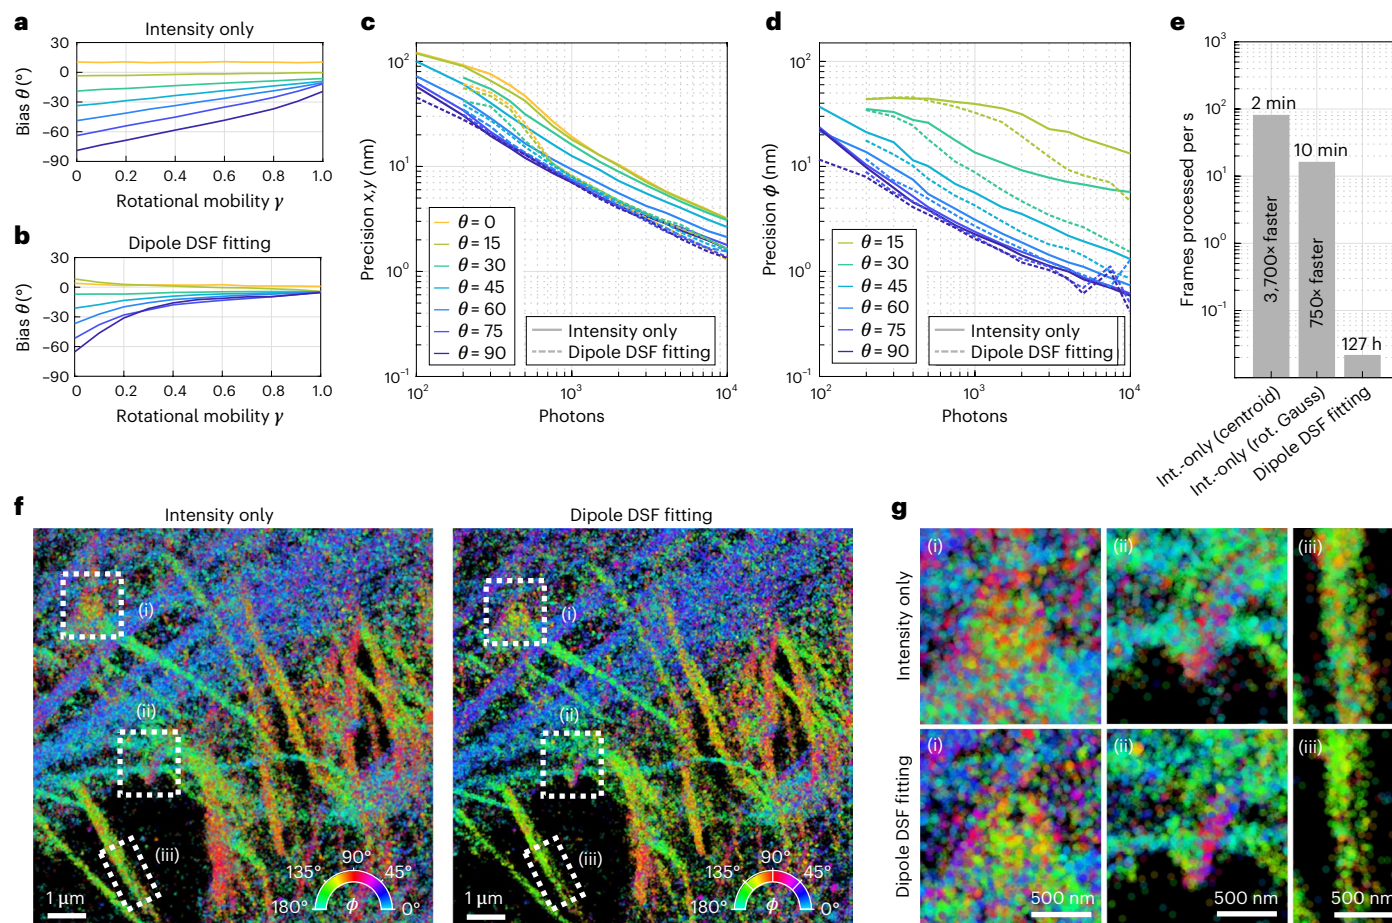 a
Intensity only
30
0
–30
–60
–90
Bias θ (°)
0
0.2
0.4
0.6
0.8
1.0
Rotational mobility γ
b
Dipole DSF fitting
30
0
–30
–60
–90
Bias θ (°)
0
0.2
0.4
0.6
0.8
1.0
Rotational mobility γ
c
10²
10¹
10⁰
10⁻¹
Precision x,y (nm)
θ = 0
θ = 15
θ = 30
θ = 45
θ = 60
θ = 75
θ = 90
Intensity only
Dipole DSF fitting
10²
10³
10⁴
Photons
d
10²
10¹
10⁰
10⁻¹
Precision ϕ (nm)
θ = 15
θ = 30
θ = 45
θ = 60
θ = 75
θ = 90
Intensity only
Dipole DSF fitting
10²
10³
10⁴
Photons
e
10³
10²
10¹
10⁰
10⁻¹
Frames processed per s
2 min
3,700× faster
10 min
750× faster
127 h
Int.-only (centroid)
Int.-only (rot. Gauss)
Dipole DSF fitting
f
Intensity only
(i)
(ii)
(iii)
1 µm
180°
135°
90°
45°
0°
ϕ
Dipole DSF fitting
(i)
(ii)
(iii)
1 µm
180°
135°
90°
45°
0°
ϕ
g
Intensity only
(i)
(ii)
(iii)
Dipole DSF fitting
(i)
(ii)
(iii)
500 nm
500 nm
500 nm